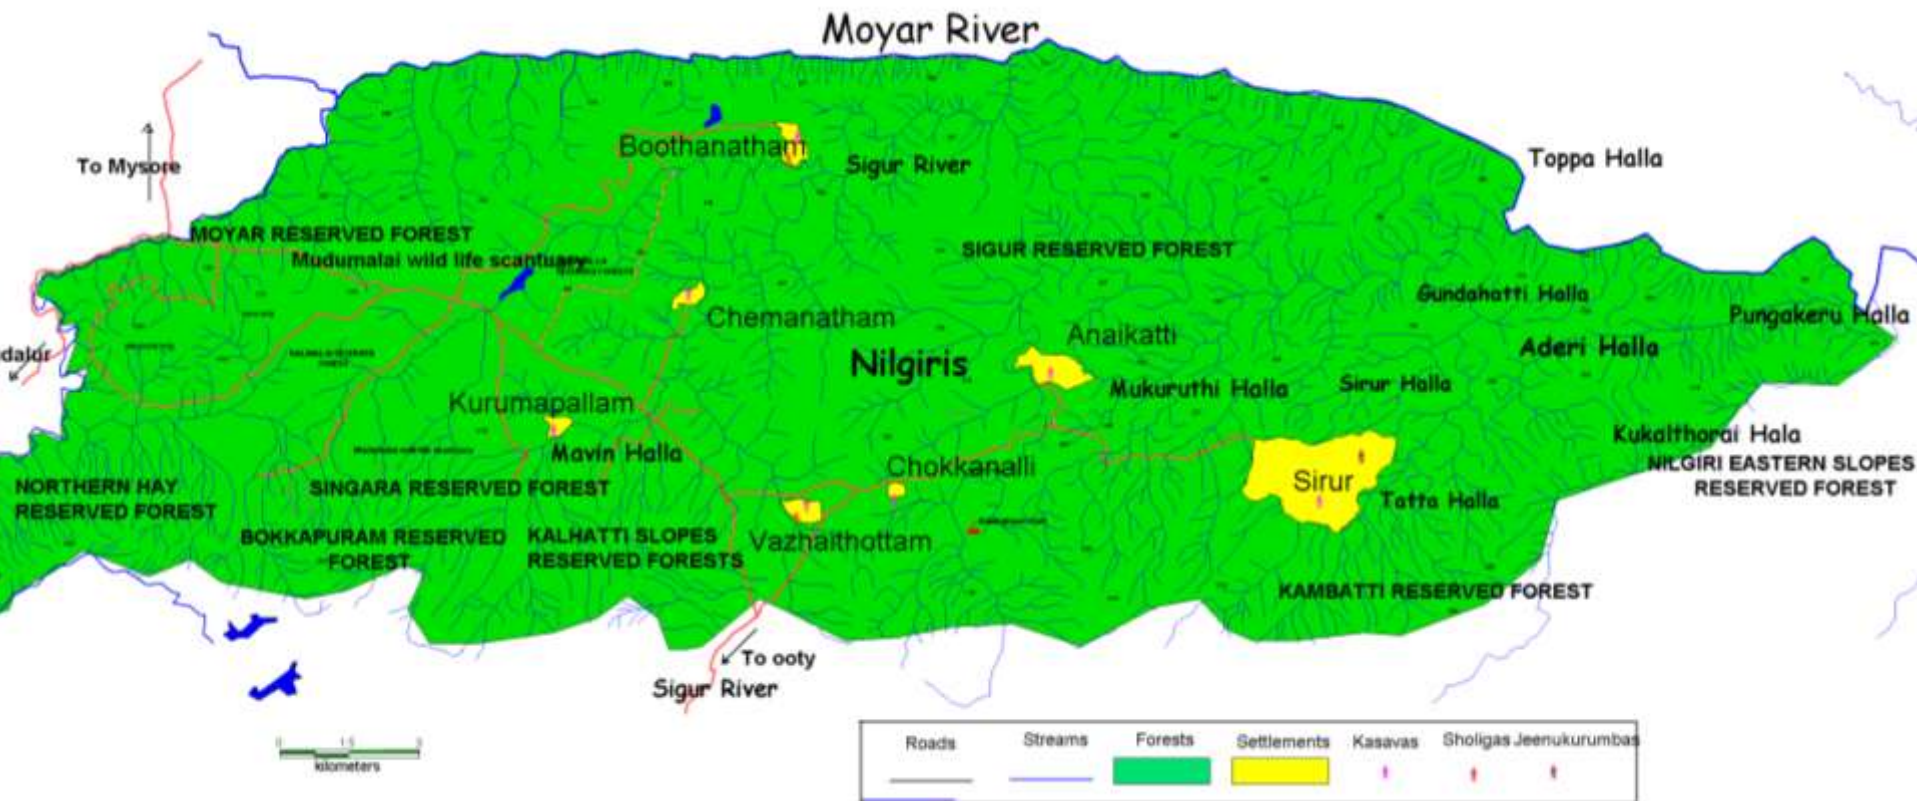 Moyar River
Boothanatham
Sigur River
Toppa Halla
To Mysore
MOYAR RESERVED FOREST
Mudumalai wild life scantuary
SIGUR RESERVED FOREST
Gundahatti Halla
Pungakeru Halla
Chemanatham
Anaikatti
Aderi Halla
dalur
Nilgiris
Mukuruthi Halla
Sirur Halla
Kurumapallam
Mavin Halla
Kukalthorai Hala
Chokkanalli
NILGIRI EASTERN SLOPES
RESERVED FOREST
NORTHERN HAY
RESERVED FOREST
SINGARA RESERVED FOREST
Sirur
Tatta Halla
BOKKAPURAM RESERVED
FOREST
KALHATTI SLOPES
RESERVED FORESTS
Vazhaithottam
KAMBATTI RESERVED FOREST
To ooty
Sigur River
kilometers
Roads
Streams
Forests
Settlements
Kasavas
Sholigas
Jeenukurumbas